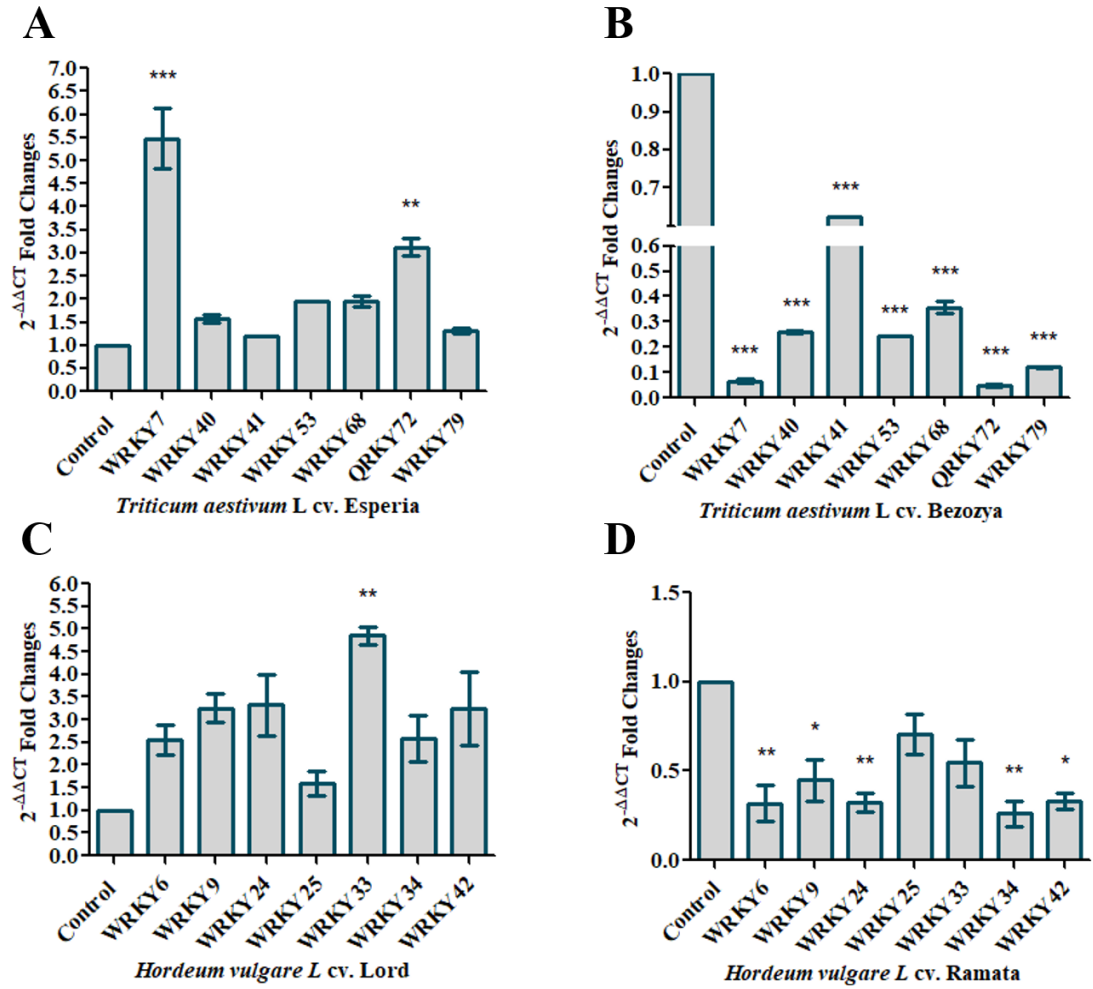 A
2-ΔΔCT Fold Changes
7.0
6.5
6.0
5.5
5.0
4.5
4.0
3.5
3.0
2.5
2.0
1.5
1.0
0.5
0.0
***
**
Control
WRKY7
WRKY40
WRKY41
WRKY53
WRKY68
QRKY72
WRKY79
Triticum aestivum L cv. Esperia
B
2-ΔΔCT Fold Changes
1.0
0.9
0.8
0.7
0.6
0.5
0.4
0.3
0.2
0.1
0.0
***
***
***
***
***
***
***
Control
WRKY7
WRKY40
WRKY41
WRKY53
WRKY68
QRKY72
WRKY79
Triticum aestivum L cv. Bezozya
C
2-ΔΔCT Fold Changes
6.0
5.5
5.0
4.5
4.0
3.5
3.0
2.5
2.0
1.5
1.0
0.5
0.0
**
Control
WRKY6
WRKY9
WRKY24
WRKY25
WRKY33
WRKY34
WRKY42
Hordeum vulgare L cv. Lord
D
2-ΔΔCT Fold Changes
1.5
1.0
0.5
0.0
**
*
**
**
*
Control
WRKY6
WRKY9
WRKY24
WRKY25
WRKY33
WRKY34
WRKY42
Hordeum vulgare L cv. Ramata